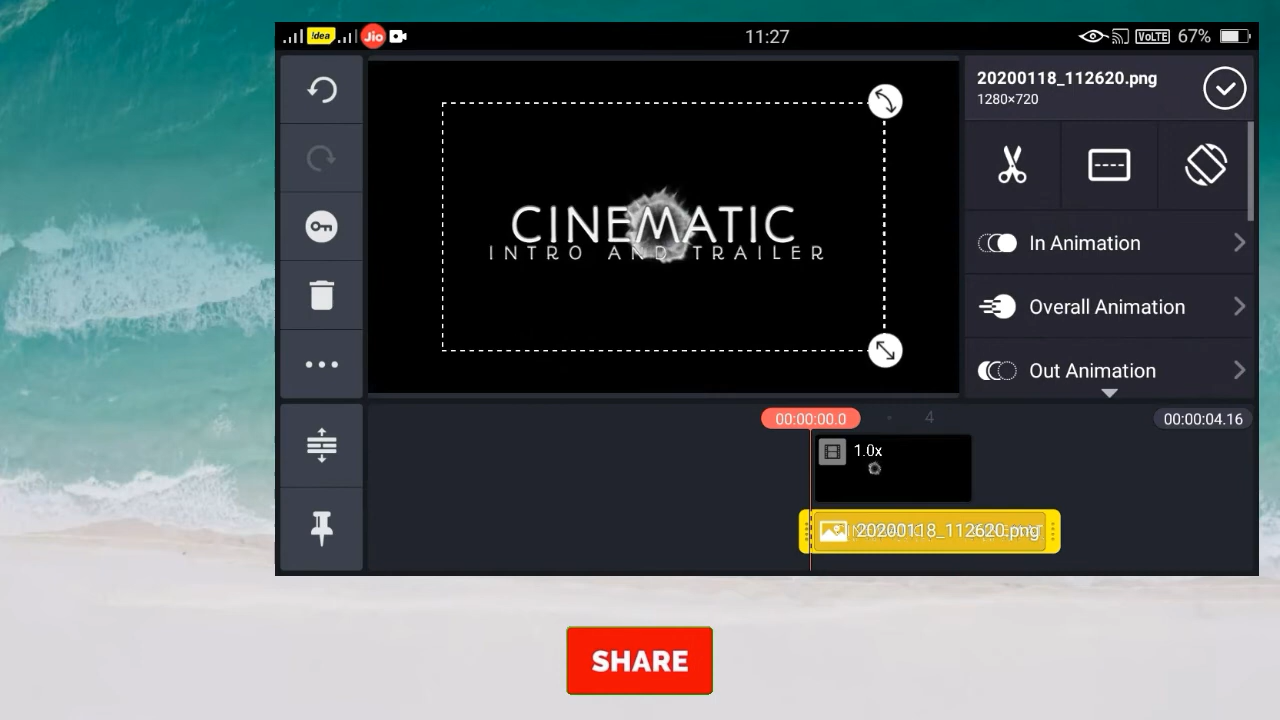 !dea Jio 11:27 VoLTE 67%
20200118_112620.png
1280×720
CINEMATIC
INTRO AND TRAILER
In Animation
Overall Animation
Out Animation
00:00:00.0 4 00:00:04.16
1.0x
20200118_112620.png
SHARE